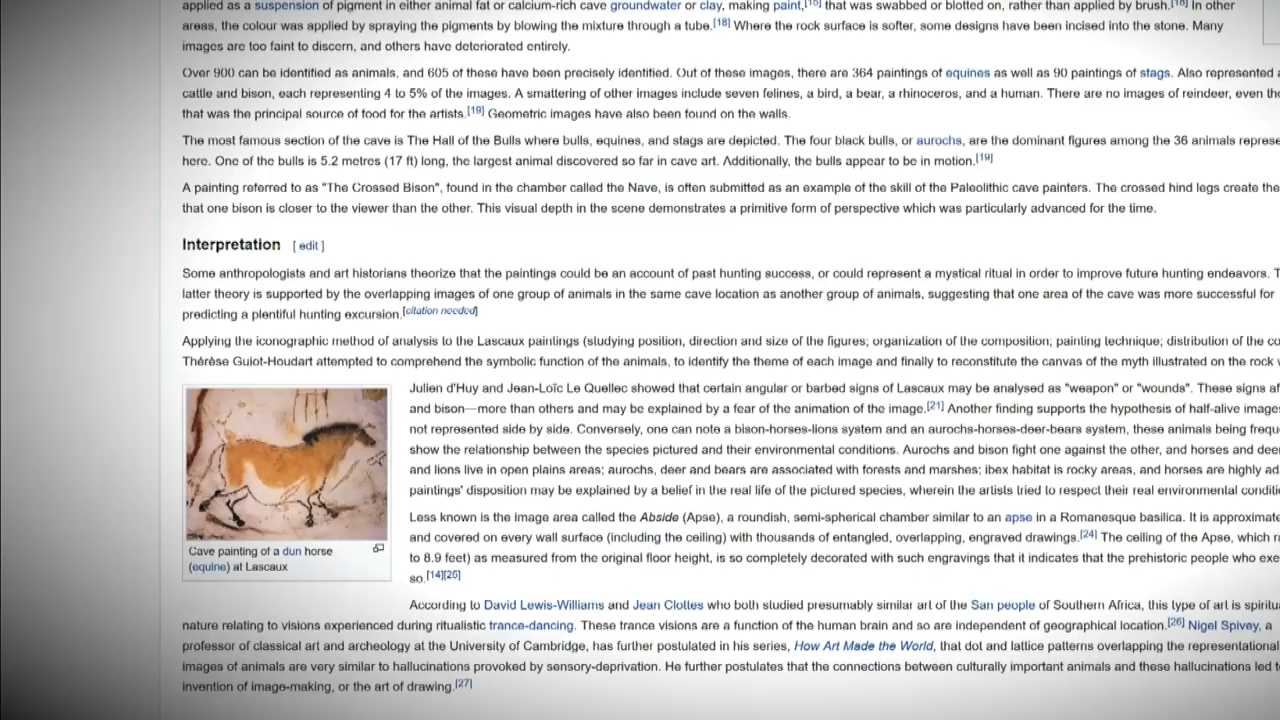 applied as a suspension of pigment in either animal fat or calcium-rich cave groundwater or clay, making paint,[15] that was swabbed or blotted on, rather than applied by brush.[18] In other
areas, the colour was applied by spraying the pigments by blowing the mixture through a tube.[18] Where the rock surface is softer, some designs have been incised into the stone. Many
images are too faint to discern, and others have deteriorated entirely.
Over 900 can be identified as animals, and 605 of these have been precisely identified. Out of these images, there are 364 paintings of equines as well as 90 paintings of stags. Also represented
cattle and bison, each representing 4 to 5% of the images. A smattering of other images include seven felines, a bird, a bear, a rhinoceros, and a human. There are no images of reindeer, even
that was the principal source of food for the artists.[19] Geometric images have also been found on the walls.
The most famous section of the cave is The Hall of the Bulls where bulls, equines, and stags are depicted. The four black bulls, or aurochs, are the dominant figures among the 36 animals represe
here. One of the bulls is 5.2 metres (17 ft) long, the largest animal discovered so far in cave art. Additionally, the bulls appear to be in motion.[19]
A painting referred to as "The Crossed Bison", found in the chamber called the Nave, is often submitted as an example of the skill of the Paleolithic cave painters. The crossed hind legs create the
that one bison is closer to the viewer than the other. This visual depth in the scene demonstrates a primitive form of perspective which was particularly advanced for the time.
Interpretation [ edit ]
Some anthropologists and art historians theorize that the paintings could be an account of past hunting success, or could represent a mystical ritual in order to improve future hunting endeavors. T
latter theory is supported by the overlapping images of one group of animals in the same cave location as another group of animals, suggesting that one area of the cave was more successful for
predicting a plentiful hunting excursion.[citation needed]
Applying the iconographic method of analysis to the Lascaux paintings (studying position, direction and size of the figures; organization of the composition; painting technique; distribution of the co
Thérèse Guiot-Houdart attempted to comprehend the symbolic function of the animals, to identify the theme of each image and finally to reconstitute the canvas of the myth illustrated on the rock
Julien d'Huy and Jean-Loïc Le Quellec showed that certain angular or barbed signs of Lascaux may be analysed as "weapon" or "wounds". These signs af
and bison—more than others and may be explained by a fear of the animation of the image.[21] Another finding supports the hypothesis of half-alive image
not represented side by side. Conversely, one can note a bison-horses-lions system and an aurochs-horses-deer-bears system, these animals being frequ
show the relationship between the species pictured and their environmental conditions. Aurochs and bison fight one against the other, and horses and dee
and lions live in open plains areas; aurochs, deer and bears are associated with forests and marshes; ibex habitat is rocky areas, and horses are highly ad
paintings' disposition may be explained by a belief in the real life of the pictured species, wherein the artists tried to respect their real environmental conditi
Cave painting of a dun horse
(equine) at Lascaux
Less known is the image area called the Abside (Apse), a roundish, semi-spherical chamber similar to an apse in a Romanesque basilica. It is approximate
and covered on every wall surface (including the ceiling) with thousands of entangled, overlapping, engraved drawings.[24] The ceiling of the Apse, which
to 8.9 feet) as measured from the original floor height, is so completely decorated with such engravings that it indicates that the prehistoric people who exe
so.[14][25]
According to David Lewis-Williams and Jean Clottes who both studied presumably similar art of the San people of Southern Africa, this type of art is spiritu
nature relating to visions experienced during ritualistic trance-dancing. These trance visions are a function of the human brain and so are independent of geographical location.[26] Nigel Spivey, a
professor of classical art and archeology at the University of Cambridge, has further postulated in his series, How Art Made the World, that dot and lattice patterns overlapping the representational
images of animals are very similar to hallucinations provoked by sensory-deprivation. He further postulates that the connections between culturally important animals and these hallucinations led t
invention of image-making, or the art of drawing.[27]